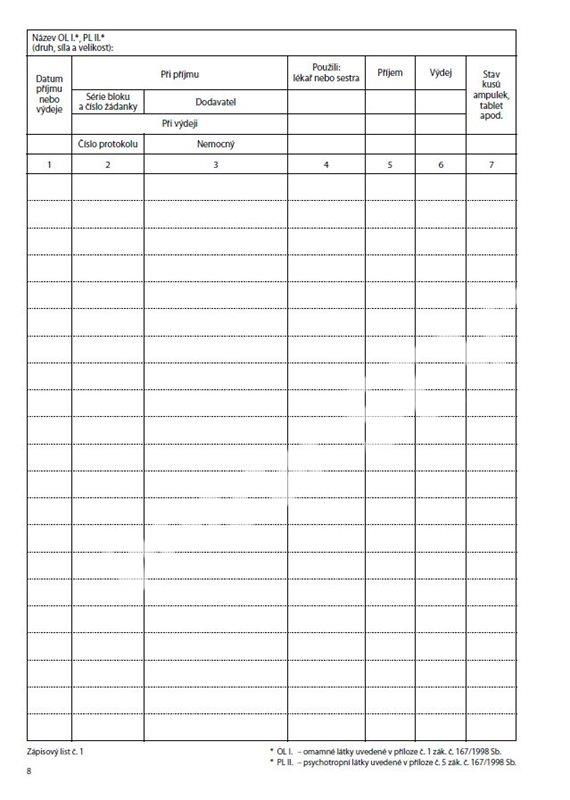 Název OL I.*, PL II.*
(druh, síla a velikost):
Datum
příjmu
nebo
výdeje
Při příjmu
Použili:
lékař nebo sestra
Příjem
Výdej
Stav
kusů
ampulek,
tablet
apod.
Série bloku
a číslo žádanky
Dodavatel
Při výdeji
Číslo protokolu
Nemocný
1 2 3 4 5 6 7
Zápisový list č. 1
* OL I. – omamné látky uvedené v příloze č. 1 zák. č. 167/1998 Sb.
* PL II. – psychotropní látky uvedené v příloze č. 5 zák. č. 167/1998 Sb.
8